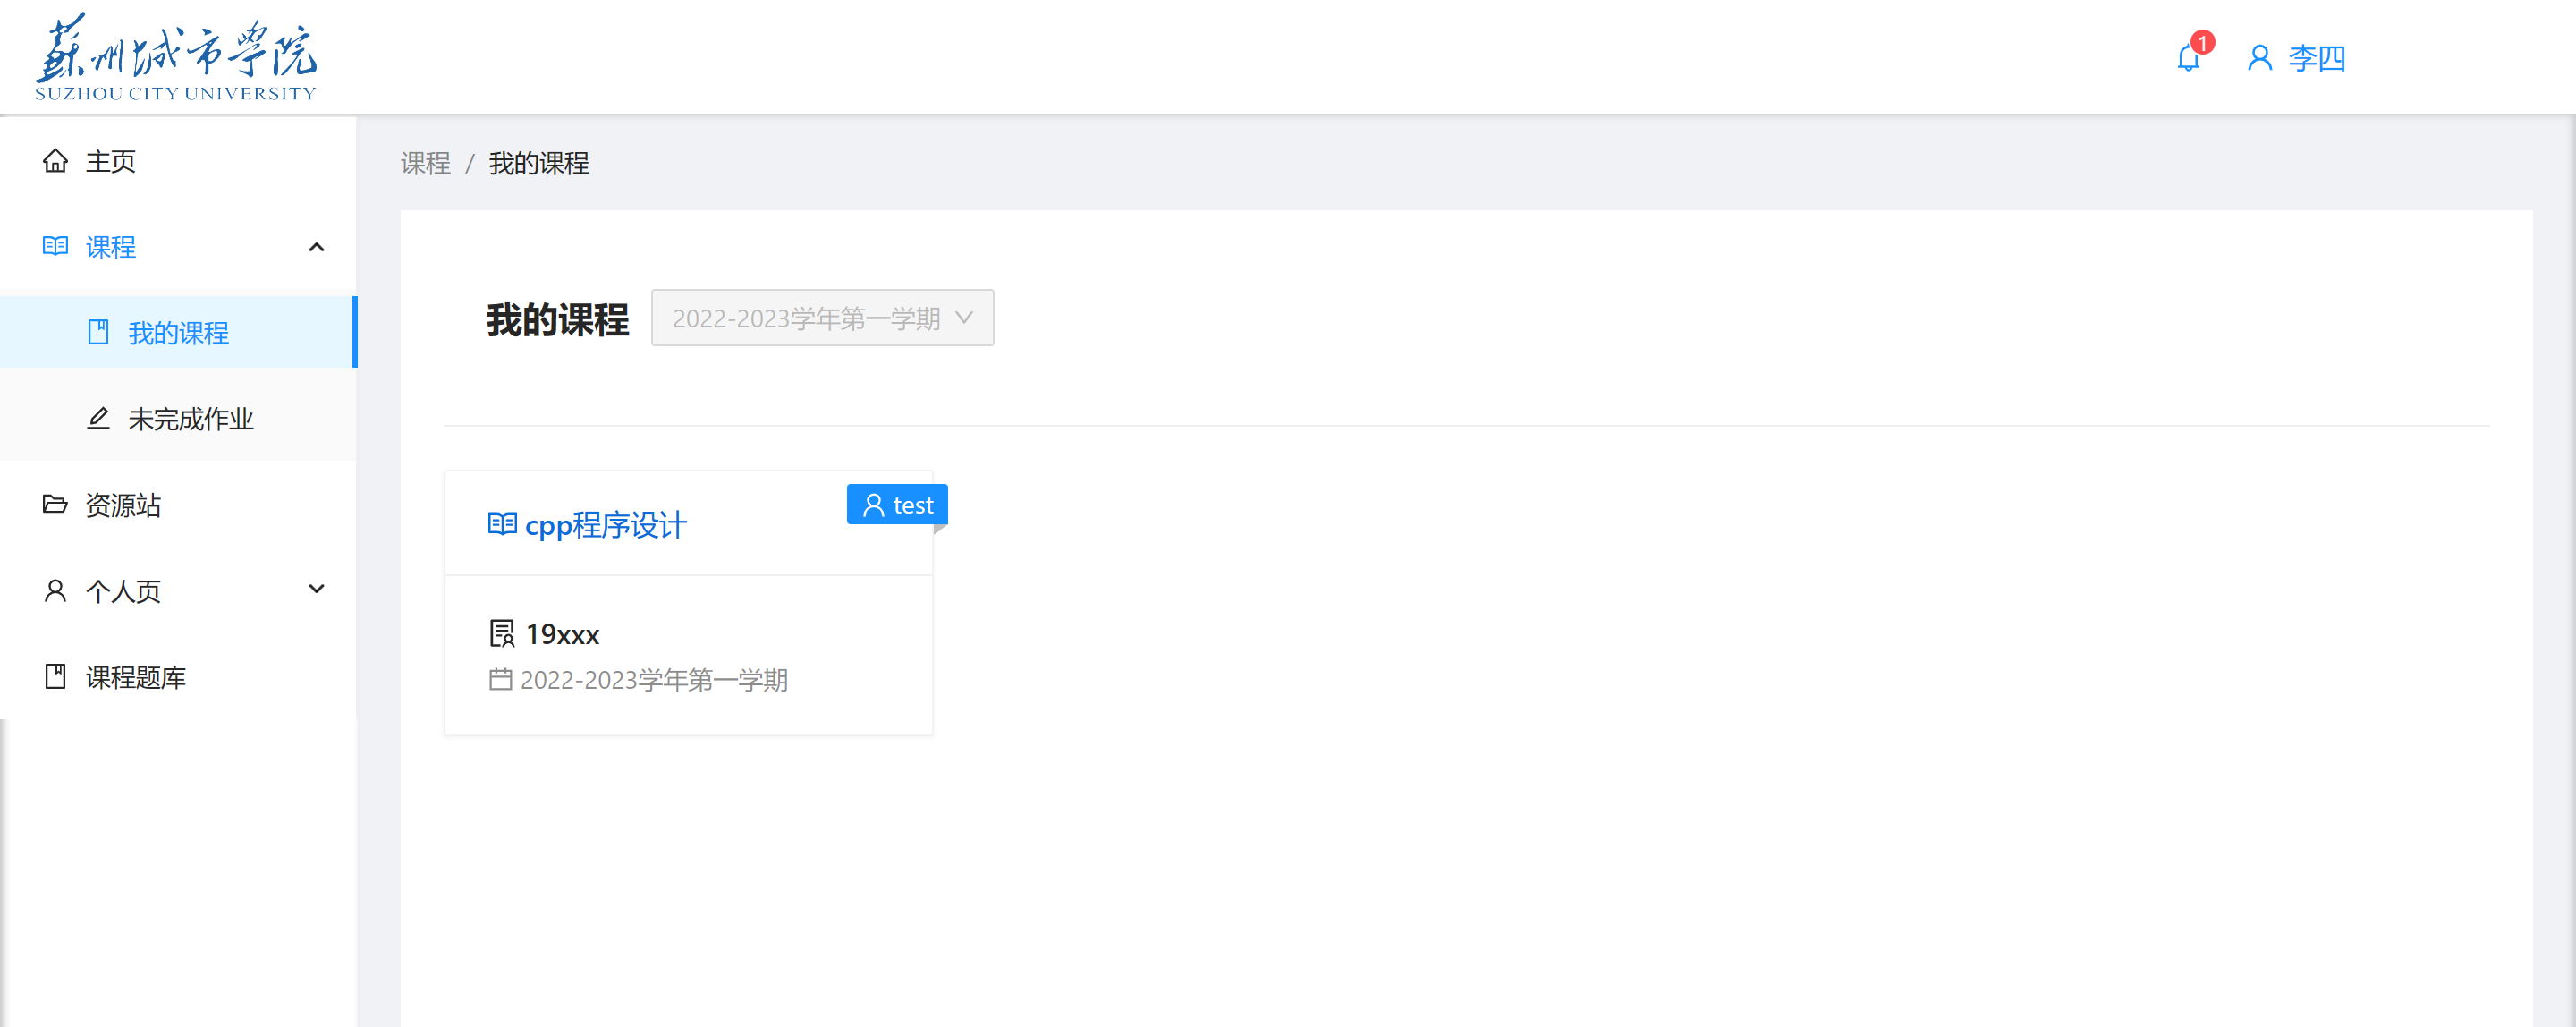 蘇州城市學院
SUZHOU CITY UNIVERSITY
1
李四
主页
课程
我的课程
未完成作业
资源站
个人页
课程题库
课程 / 我的课程
我的课程 2022-2023学年第一学期
cpp程序设计
test
19xxx
2022-2023学年第一学期